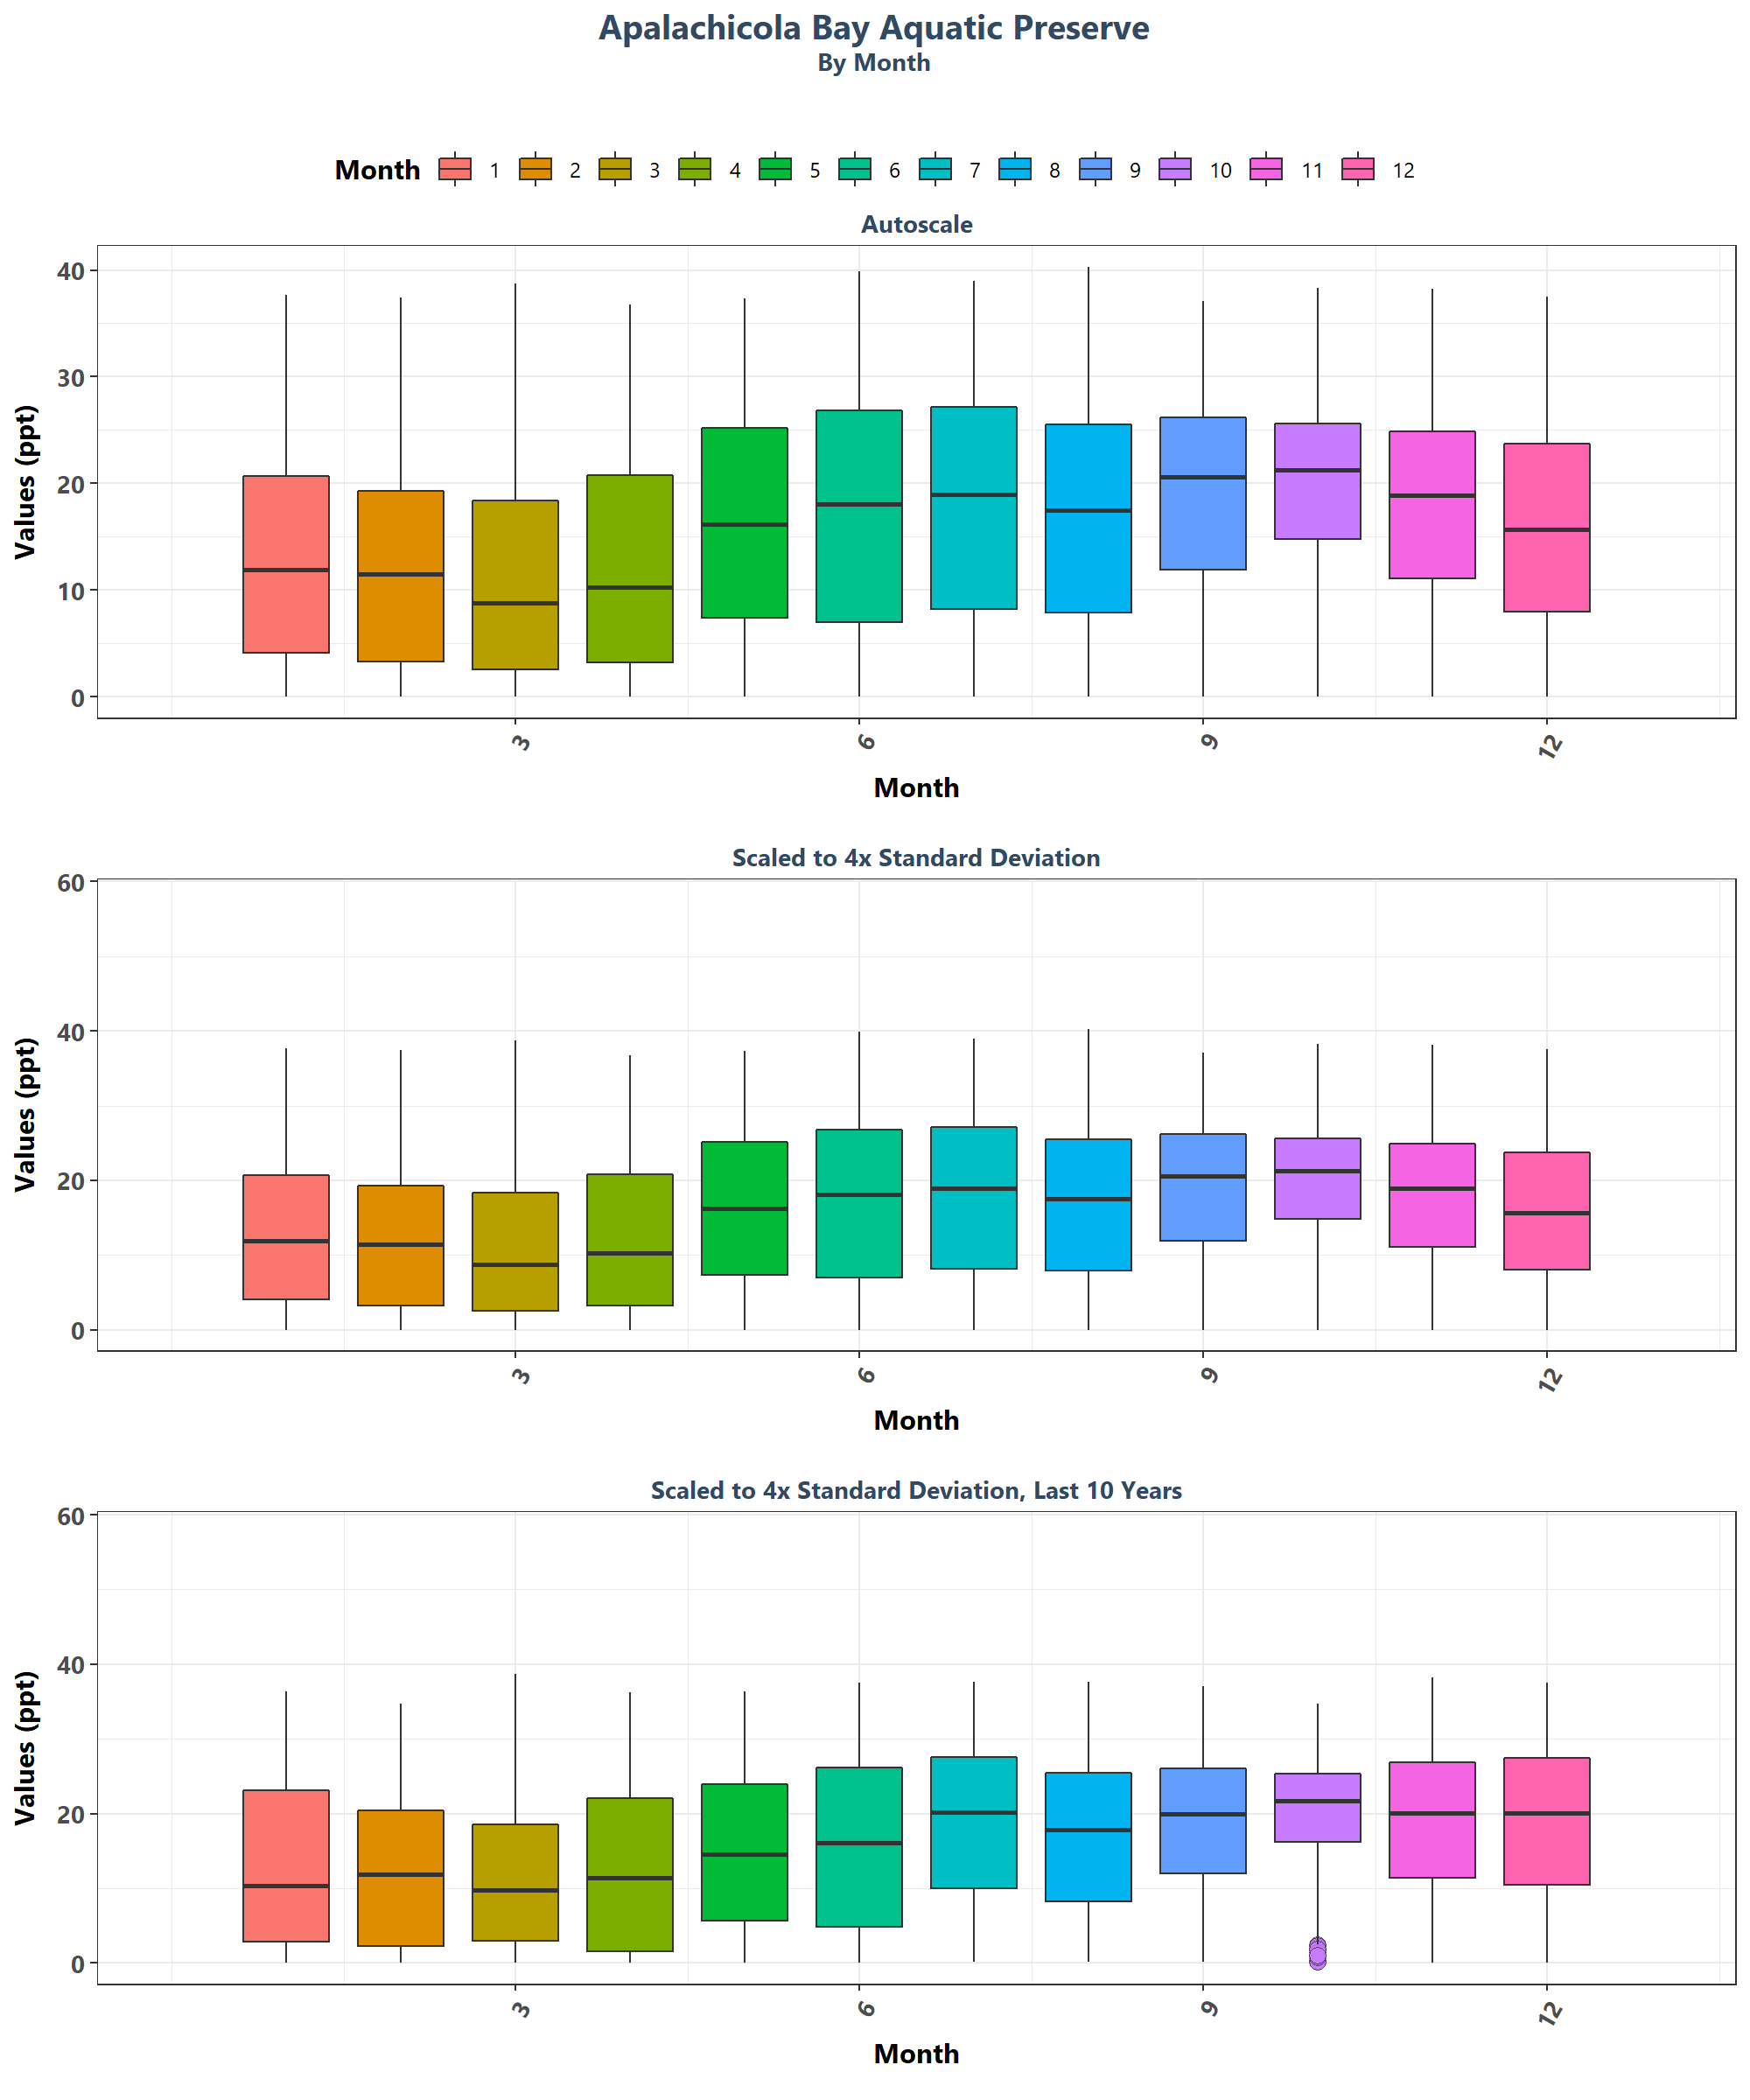 Apalachicola Bay Aquatic Preserve
By Month
Month 1 2 3 4 5 6 7 8 9 10 11 12
Autoscale
Values (ppt)
40
30
20
10
0
3 6 9 12
Month
Scaled to 4x Standard Deviation
Values (ppt)
60
40
20
0
3 6 9 12
Month
Scaled to 4x Standard Deviation, Last 10 Years
Values (ppt)
60
40
20
0
3 6 9 12
Month